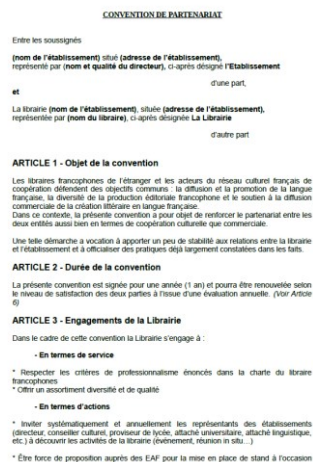 CONVENTION DE PARTENARIAT
Entre les soussignés
(nom de l'établissement) situé (adresse de l'établissement),
représenté par (nom et qualité du directeur), ci-après désigné l'Etablissement
d'une part,
et
La librairie (nom de l'établissement), située (adresse de l'établissement),
représentée par (nom du libraire), ci-après désignée La Librairie
d'autre part
ARTICLE 1 - Objet de la convention
Les libraires francophones de l'étranger et les acteurs du réseau culturel français de
coopération défendent des objectifs communs : la diffusion et la promotion de la langue
française, la diversité de la production éditoriale francophone et le soutien à la diffusion
commerciale de la création littéraire en langue française.
Dans ce contexte, la présente convention a pour objet de renforcer le partenariat entre les
deux entités aussi bien en termes de coopération culturelle que commerciale.
Une telle démarche a vocation à apporter un peu de stabilité aux relations entre la librairie
et l'établissement et à officialiser des pratiques déjà largement constatées dans les faits.
ARTICLE 2 - Durée de la convention
La présente convention est signée pour une année (1 an) et pourra être renouvelée selon
le niveau de satisfaction des deux parties à l'issue d'une évaluation annuelle. (Voir Article
6)
ARTICLE 3 - Engagements de la Librairie
Dans le cadre de cette convention la Librairie s'engage à :
- En termes de service
* Respecter les critères de professionnalisme énoncés dans la charte du libraire
francophones
* Offrir un assortiment diversifié et de qualité
- En termes d'actions
* Inviter systématiquement et annuellement les représentants des établissements
(directeur, conseiller culturel, proviseur de lycée, attaché universitaire, attaché linguistique,
etc.) à découvrir les activités de la librairie (événement, réunion in situ…)
* Être force de proposition auprès des EAF pour la mise en place de stand à l'occasion